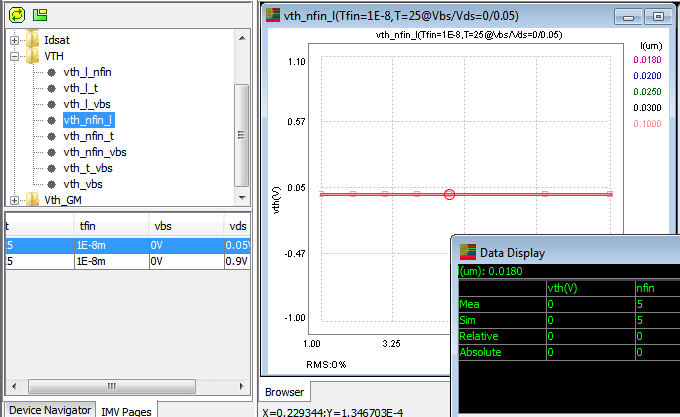 Idsat
VTH
vth_l_nfin
vth_l_t
vth_l_vbs
vth_nfin_l
vth_nfin_t
vth_nfin_vbs
vth_t_vbs
vth_vbs
Vth_GM
t tfin vbs vds
.5 1E-8m 0V 0.05V
.5 1E-8m 0V 0.9V
Device Navigator IMV Pages
vth_nfin_l(Tfin=1E-8,T=25@Vbs/Vds=0/0.05)
vth_nfin_l(Tfin=1E-8,T=25@Vbs/Vds=0/0.05)
l(um)
0.0180
0.0200
0.0250
0.0300
0.1000
1.10
0.57
0.05
-0.47
-1.00
vth(V)
1.00 3.25
RMS:0%
Browser
X=0.229344;Y=1.346703E-4
Data Display
l(um): 0.0180
vth(V) nfin
Mea 0 5
Sim 0 5
Relative 0 0
Absolute 0 0